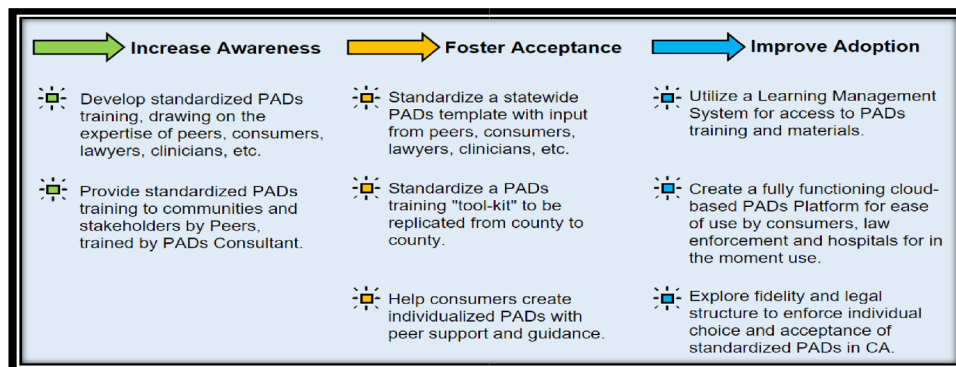 Increase Awareness
Develop standardized PADs
training, drawing on the
expertise of peers, consumers,
lawyers, clinicians, etc.
Provide standardized PADs
training to communities and
stakeholders by Peers,
trained by PADs Consultant.
Foster Acceptance
Standardize a statewide
PADs template with input
from peers, consumers,
lawyers, clinicians, etc.
Standardize a PADs
training "tool-kit" to be
replicated from county to
county.
Help consumers create
individualized PADs with
peer support and guidance.
Improve Adoption
Utilize a Learning Management
System for access to PADs
training and materials.
Create a fully functioning cloud-
based PADs Platform for ease
of use by consumers, law
enforcement and hospitals for in
the moment use.
Explore fidelity and legal
structure to enforce individual
choice and acceptance of
standardized PADs in CA.